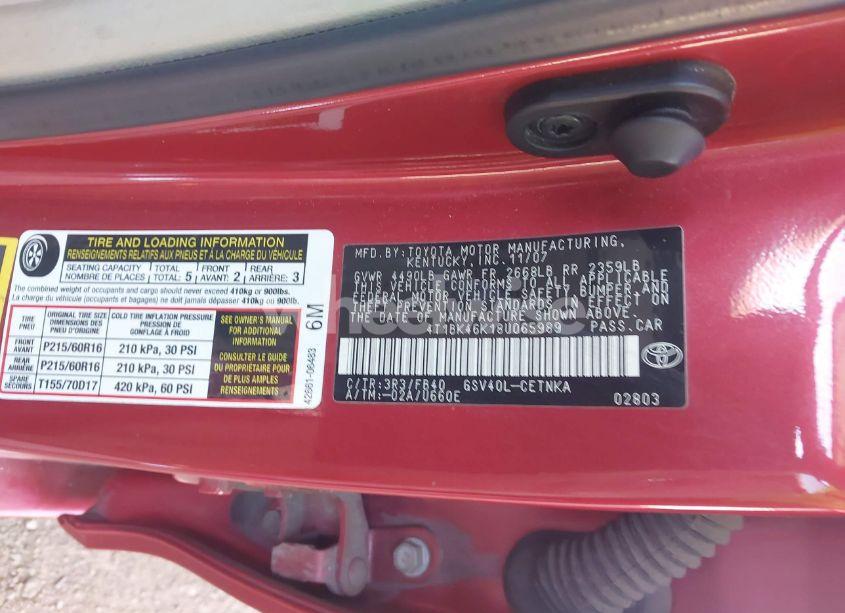 TIRE AND LOADING INFORMATION
RENSEIGNEMENTS RELATIFS AUX PNEUS ET À LA CHARGE DU VÉHICULE
SEATING CAPACITY TOTAL: 5 FRONT 2 REAR 3
NOMBRE DE PLACES TOTAL: AVANT ARRIÈRE:
The combined weight of occupants and cargo should never exceed 410kg or 900lbs.
La charge du véhicule (occupants et bagages) ne doit jamais dépasser 410kg ou 900lb.
TIRE PNEU
ORIGINAL TIRE SIZE DIMENSIONS DES PNEU D'ORIGINE
COLD TIRE INFLATION PRESSURE PRESSION DE GONFLAGE À FROID
FRONT AVANT P215/60R16 210 kPa, 30 PSI
REAR ARRIÈRE P215/60R16 210 kPa, 30 PSI
SPARE SECOURS T155/70D17 420 kPa, 60 PSI
SEE OWNER'S MANUAL FOR ADDITIONAL INFORMATION
CONSULTER LE GUIDE DU PROPRIÉTAIRE POUR PLUS AMPLES RENSEIGNEMENTS
6M
42661-06483
MFD.BY:TOYOTA MOTOR MANUFACTURING,
KENTUCKY,INC.11/07
GVWR 4490LB GAWR FR 2668LB RR 2359LB
THIS VEHICLE CONFORMS TO ALL APPLICABLE
FEDERAL MOTOR VEHICLE SAFETY BUMPER, AND
THEFT PREVENTION STANDARDS IN EFFECT ON
THE DATE OF MANUFACTURE SHOWN ABOVE.
4T1BK46K18U065989 PASS.CAR
C/TR:3R3/FB40 GSV40L-CETNKA
A/TM:-02A/U660E 02803
TOYOTA